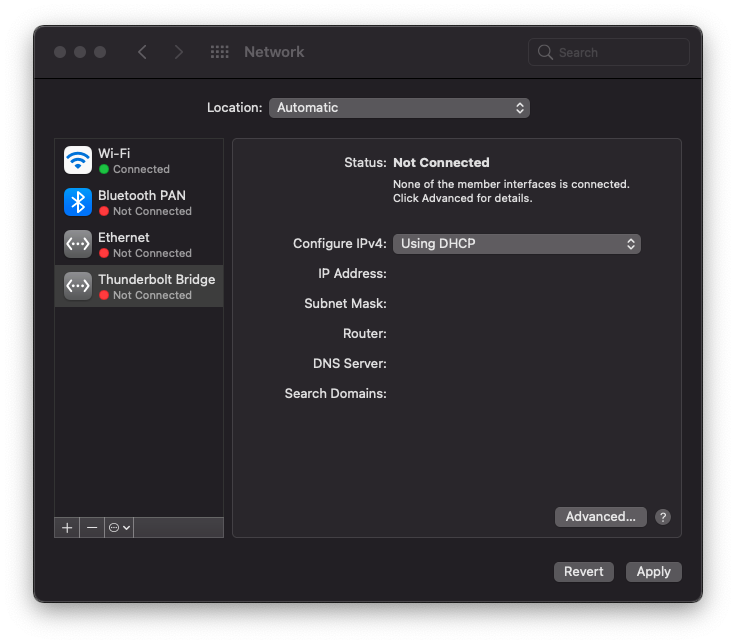 Network
Search
Location: Automatic
Wi-Fi
Connected
Bluetooth PAN
Not Connected
Ethernet
Not Connected
Thunderbolt Bridge
Not Connected
Status: Not Connected
None of the member interfaces is connected.
Click Advanced for details.
Configure IPv4: Using DHCP
IP Address:
Subnet Mask:
Router:
DNS Server:
Search Domains:
Advanced... ?
Revert Apply